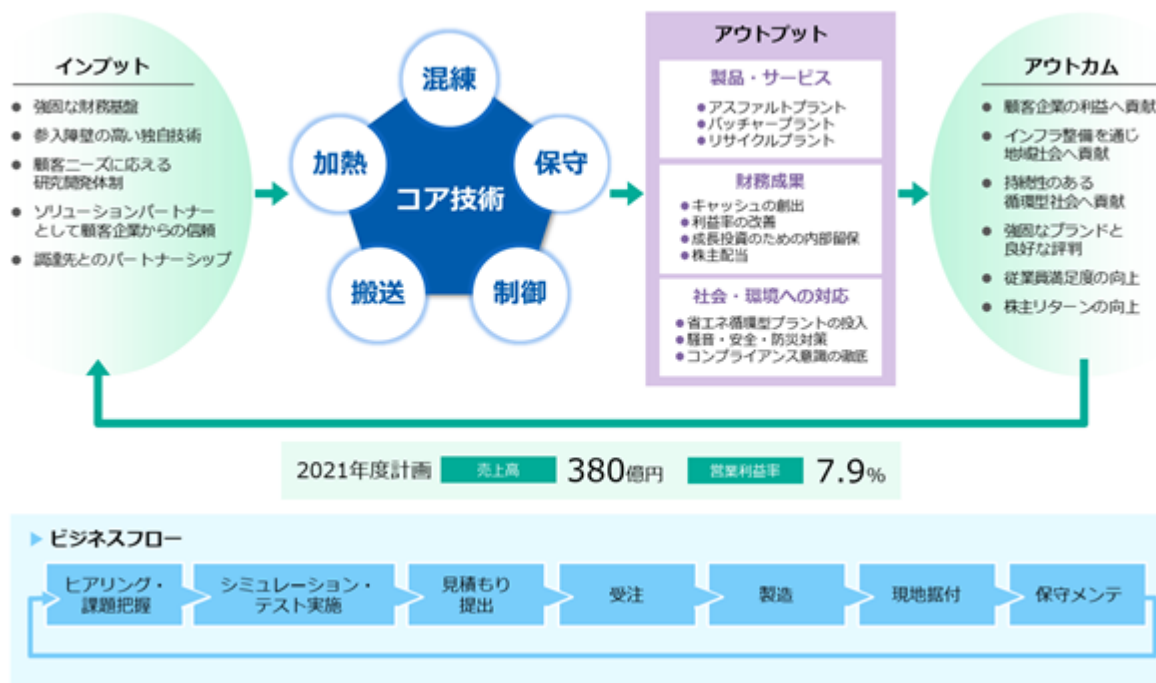 インプット
● 強固な財務基盤
● 参入障壁の高い独自技術
● 顧客ニーズに応える
研究開発体制
● ソリューションパートナー
として顧客企業からの信頼
● 調達先とのパートナーシップ
混練
加熱
保守
コア技術
搬送
制御
アウトプット
製品・サービス
●アスファルトプラント
●バッチャープラント
●リサイクルプラント
財務成果
●キャッシュの創出
●利益率の改善
●成長投資のための内部留保
●株主配当
社会・環境への対応
●省エネ循環型プラントの投入
●騒音・安全・防災対策
●コンプライアンス意識の徹底
アウトカム
● 顧客企業の利益へ貢献
● インフラ整備を通じ
地域社会へ貢献
● 持続性のある
循環型社会へ貢献
● 強固なブランドと
良好な評判
● 従業員満足度の向上
● 株主リターンの向上
2021年度計画 売上高 380億円 営業利益率 7.9%
ビジネスフロー
ヒアリング・
課題把握
シミュレーション・
テスト実施
見積もり
提出
受注
製造
現地据付
保守メンテ